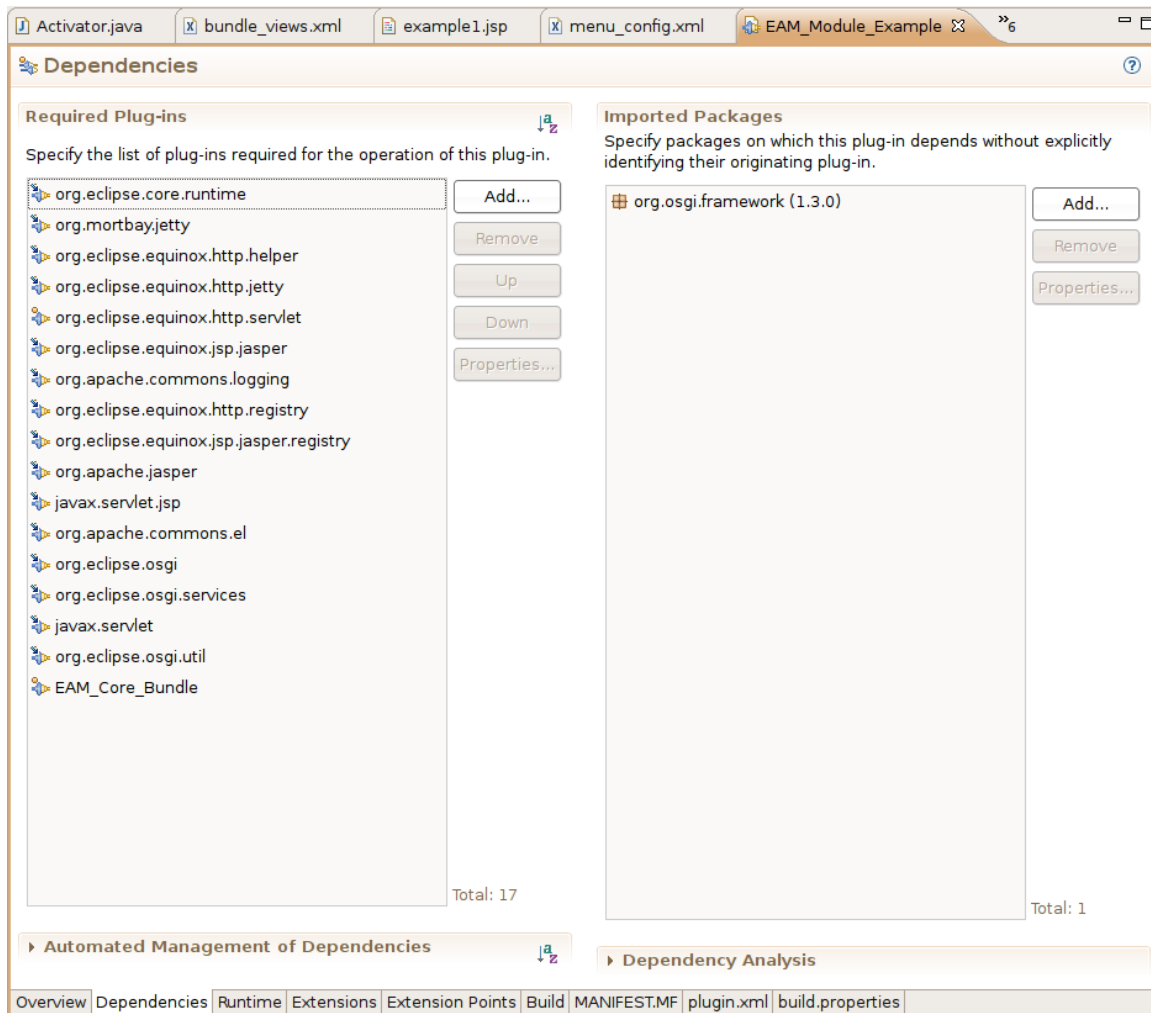 Activator.java bundle_views.xml example1.jsp menu_config.xml EAM_Module_Example »6
Dependencies
Required Plug-ins
Specify the list of plug-ins required for the operation of this plug-in.
org.eclipse.core.runtime
org.mortbay.jetty
org.eclipse.equinox.http.helper
org.eclipse.equinox.http.jetty
org.eclipse.equinox.http.servlet
org.eclipse.equinox.jsp.jasper
org.apache.commons.logging
org.eclipse.equinox.http.registry
org.eclipse.equinox.jsp.jasper.registry
org.apache.jasper
javax.servlet.jsp
org.apache.commons.el
org.eclipse.osgi
org.eclipse.osgi.services
javax.servlet
org.eclipse.osgi.util
EAM_Core_Bundle
Add...
Remove
Up
Down
Properties...
Total: 17
Imported Packages
Specify packages on which this plug-in depends without explicitly
identifying their originating plug-in.
org.osgi.framework (1.3.0)
Add...
Remove
Properties...
Total: 1
Automated Management of Dependencies
Dependency Analysis
Overview Dependencies Runtime Extensions Extension Points Build MANIFEST.MF plugin.xml build.properties